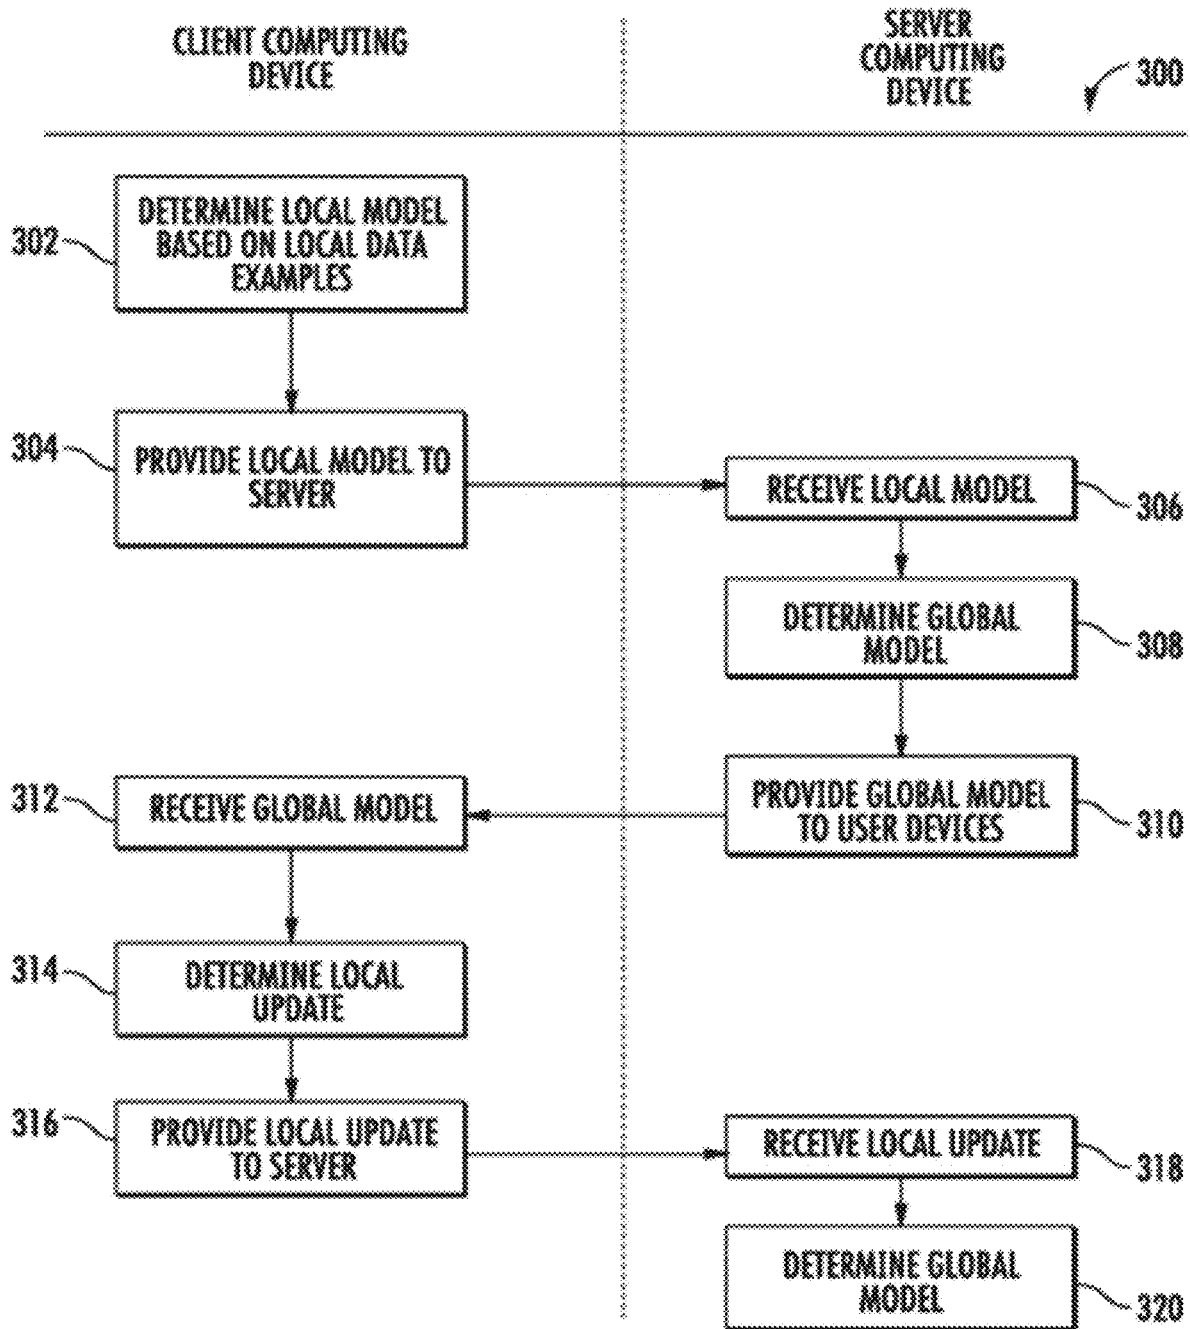 CLIENT COMPUTING
DEVICE
SERVER
COMPUTING
DEVICE
300
302
DETERMINE LOCAL MODEL
BASED ON LOCAL DATA
EXAMPLES
304
PROVIDE LOCAL MODEL TO
SERVER
RECEIVE LOCAL MODEL
306
DETERMINE GLOBAL
MODEL
308
PROVIDE GLOBAL MODEL
TO USER DEVICES
310
312
RECEIVE GLOBAL MODEL
314
DETERMINE LOCAL
UPDATE
316
PROVIDE LOCAL UPDATE
TO SERVER
RECEIVE LOCAL UPDATE
318
DETERMINE GLOBAL
MODEL
320